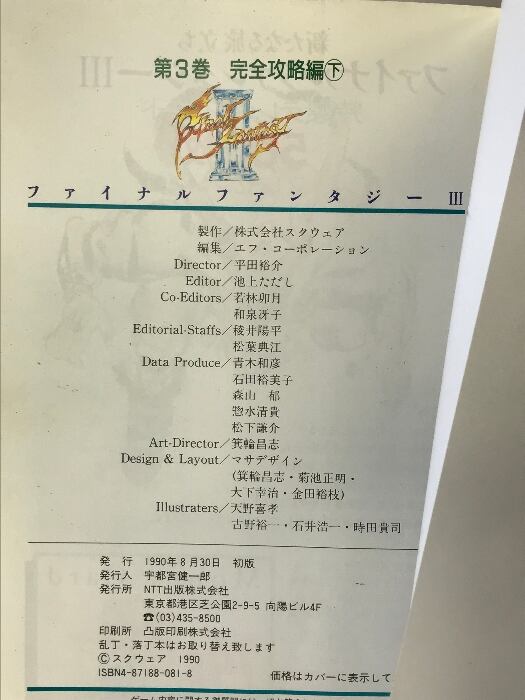 第3巻 完全攻略編下
FINAL FANTASY III
ファイナルファンタジーIII
製作／株式会社スクウェア
編集／エフ・コーポレーション
Director／平田裕介
Editor／池上ただし
Co-Editors／若林卯月
和泉冴子
Editorial-Staffs／稜井陽平
松葉典江
Data Produce／青木和彦
石田裕美子
森山 郁
惣水清貴
松下謙介
Art-Director／箕輪昌志
Design & Layout／マサデザイン
(箕輪昌志・菊池正明・
大下幸治・金田裕枝)
Illustraters／天野喜孝
古野裕一・石井浩一・時田貴司
発 行 1990年8月30日 初版
発行人 宇都宮健一郎
発行所 NTT出版株式会社
東京都港区芝公園2-9-5 向陽ビル4F
☎(03)435-8500
印刷所 凸版印刷株式会社
乱丁・落丁本はお取り替え致します
Ⓒスクウェア 1990
ISBN4-87188-081-8 価格はカバーに表示して